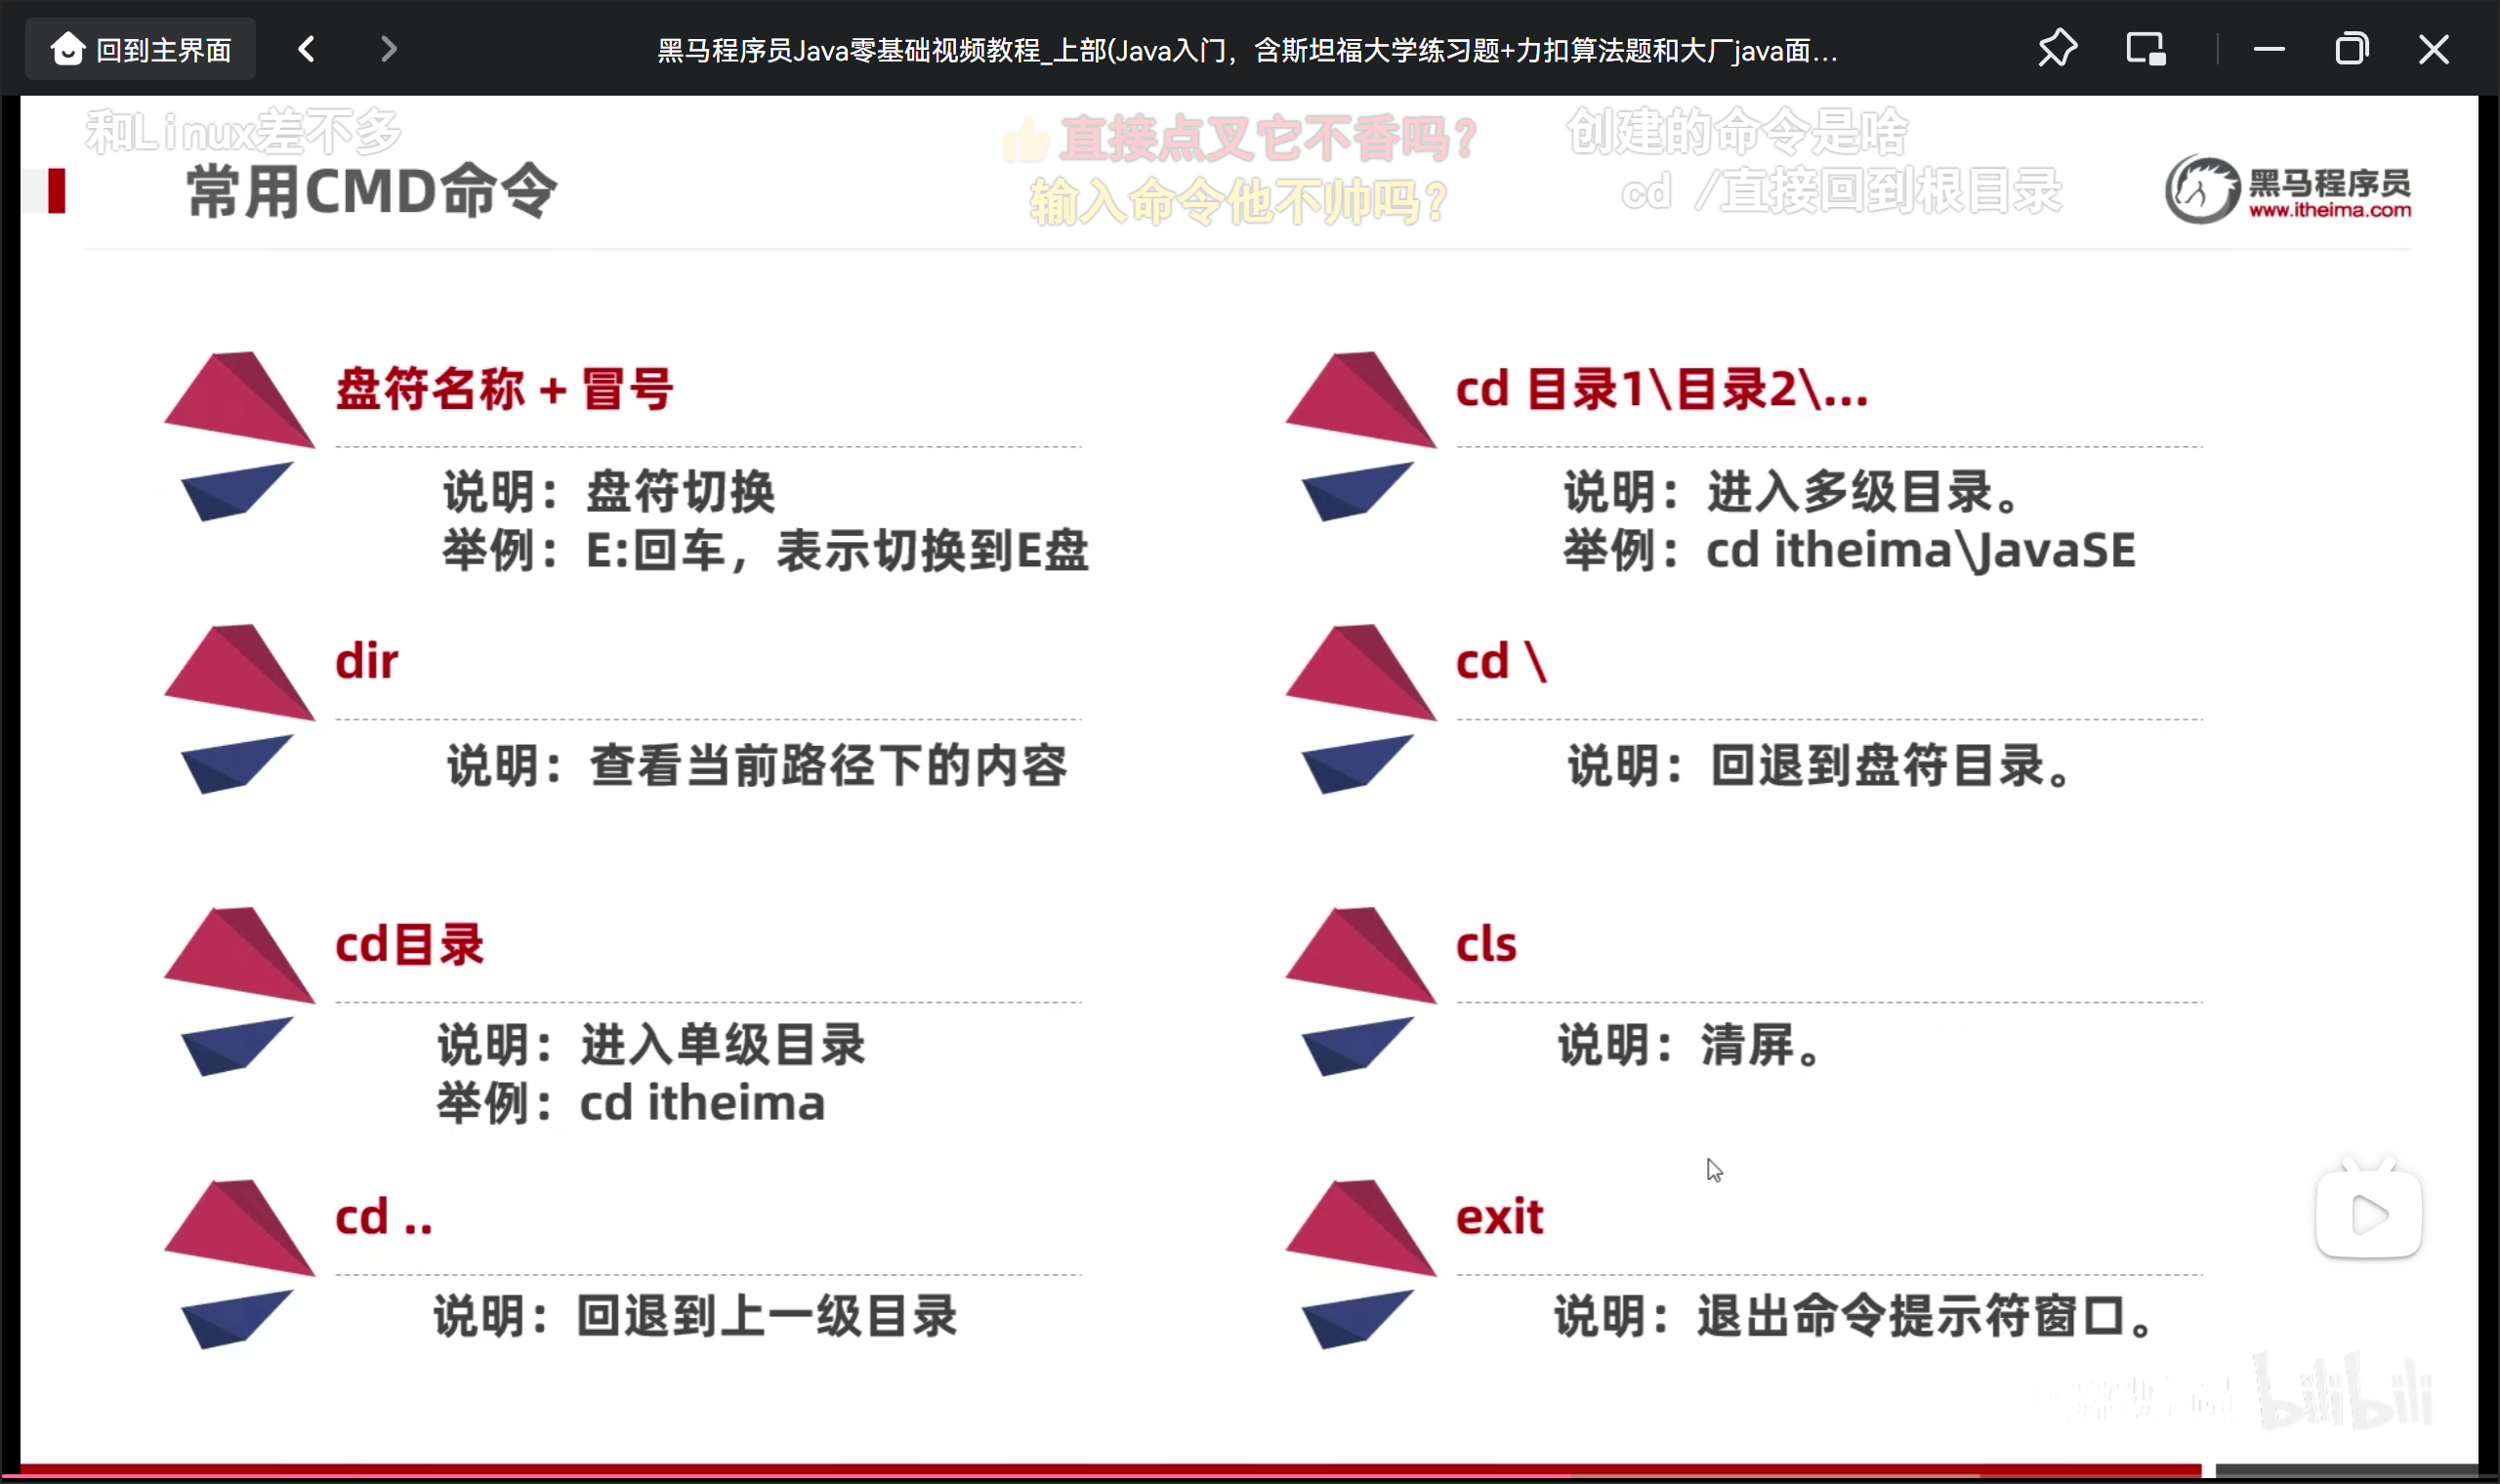 回到主界面
黑马程序员Java零基础视频教程_上部(Java入门，含斯坦福大学练习题+力扣算法题和大厂java面...
和Linux差不多
直接点叉它不香吗？
创建的命令是啥
输入命令他不帅吗？
cd /直接回到根目录
常用CMD命令
黑马程序员
www.itheima.com
盘符名称 + 冒号
说明：盘符切换
举例：E:回车，表示切换到E盘
dir
说明：查看当前路径下的内容
cd目录
说明：进入单级目录
举例：cd itheima
cd ..
说明：回退到上一级目录
cd 目录1\目录2\...
说明：进入多级目录。
举例：cd itheima\JavaSE
cd \
说明：回退到盘符目录。
cls
说明：清屏。
exit
说明：退出命令提示符窗口。
bilibili